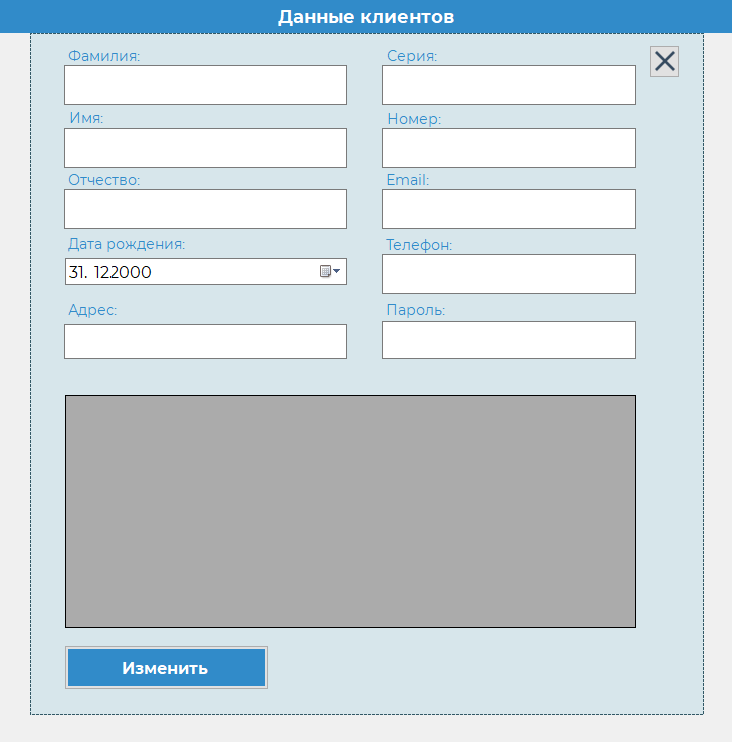 Данные клиентов
Фамилия:
Серия:
Имя:
Номер:
Отчество:
Email:
Дата рождения:
Телефон:
31. 12.2000
Адрес:
Пароль:
Изменить